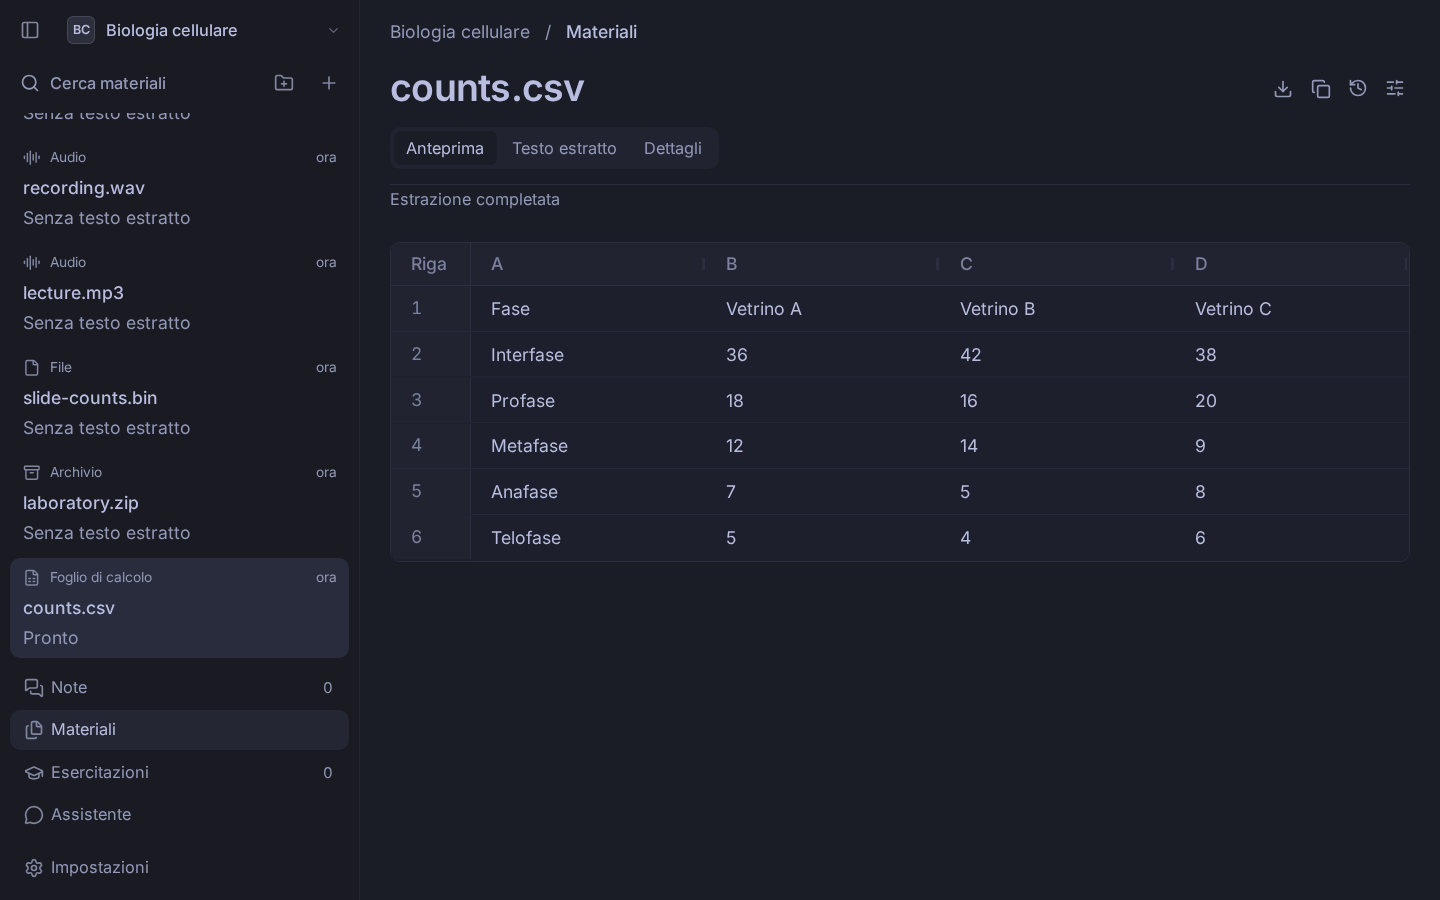 BC Biologia cellulare
Cerca materiali
Senza testo estratto
Audio ora
recording.wav
Senza testo estratto
Audio ora
lecture.mp3
Senza testo estratto
File ora
slide-counts.bin
Senza testo estratto
Archivio ora
laboratory.zip
Senza testo estratto
Foglio di calcolo ora
counts.csv
Pronto
Note 0
Materiali
Esercitazioni 0
Assistente
Impostazioni
Biologia cellulare / Materiali
counts.csv
Anteprima Testo estratto Dettagli
Estrazione completata
Riga A B C D
1 Fase Vetrino A Vetrino B Vetrino C
2 Interfase 36 42 38
3 Profase 18 16 20
4 Metafase 12 14 9
5 Anafase 7 5 8
6 Telofase 5 4 6